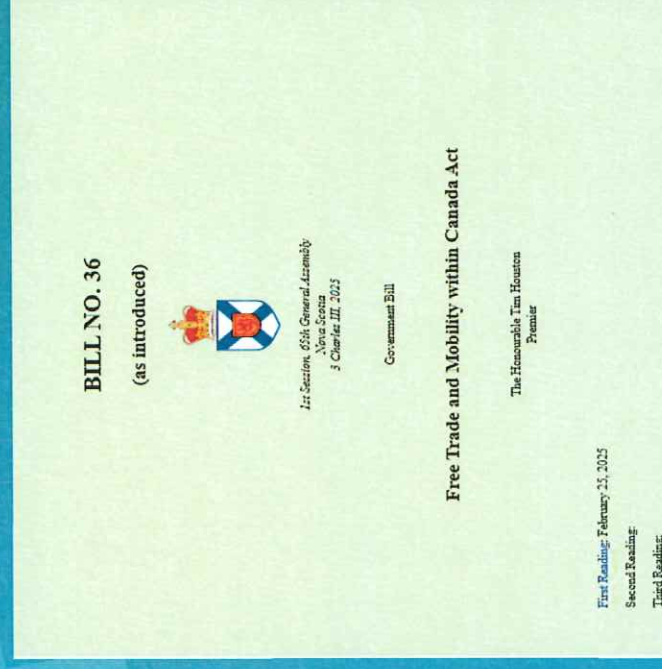 BILL NO. 36
(as introduced)
1st Session, 65th General Assembly
Nova Scotia
3 Charles III, 2025
Government Bill
Free Trade and Mobility within Canada Act
The Honourable Tim Houston
Premier
First Reading: February 25, 2025
Second Reading:
Third Reading: